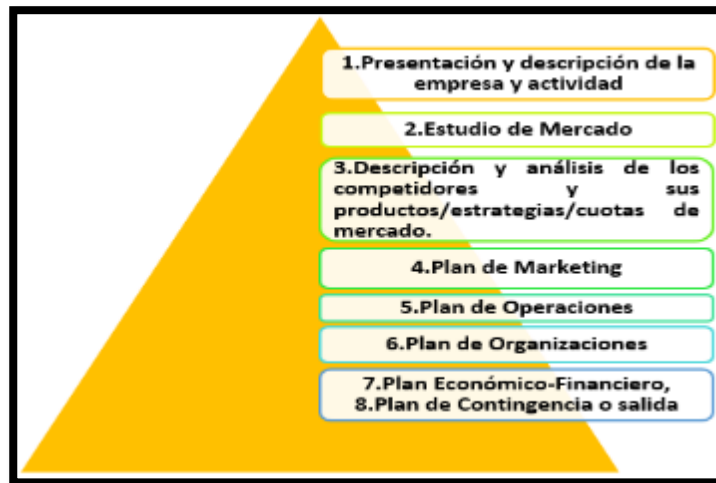 1.Presentación y descripción de la
empresa y actividad
2.Estudio de Mercado
3.Descripción y análisis de los
competidores y sus
productos/estrategias/cuotas de
mercado.
4.Plan de Marketing
5.Plan de Operaciones
6.Plan de Organizaciones
7.Plan Económico-Financiero,
8.Plan de Contingencia o salida